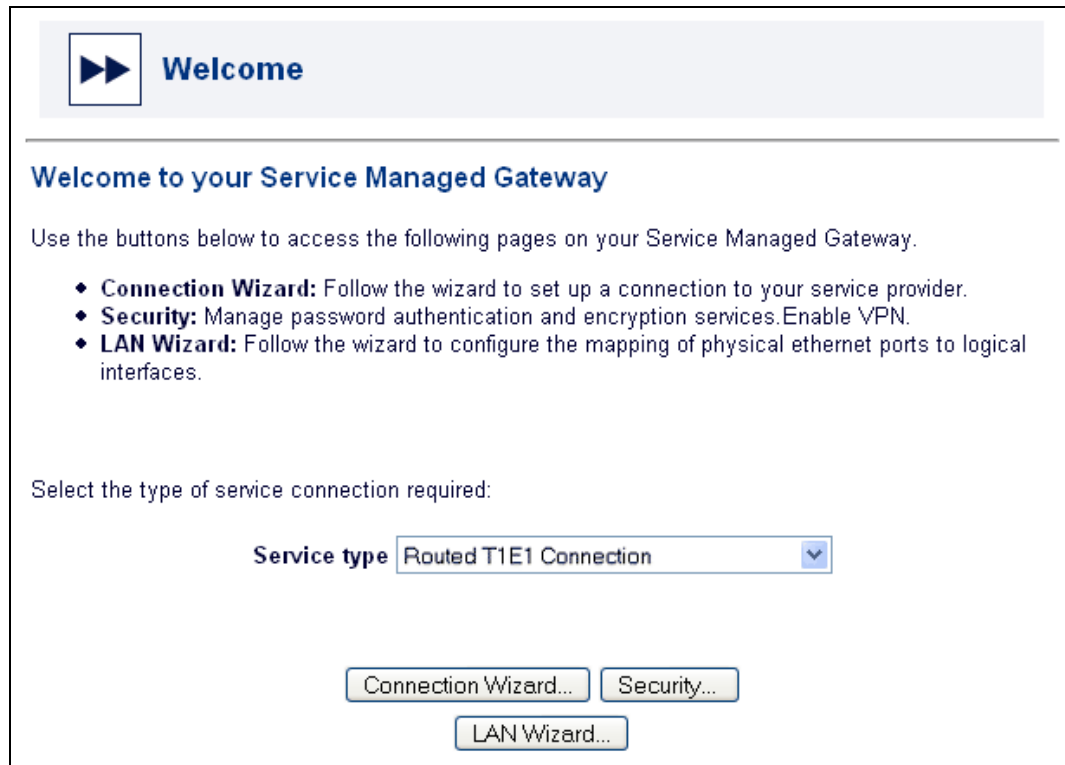 Welcome
Welcome to your Service Managed Gateway
Use the buttons below to access the following pages on your Service Managed Gateway.
Connection Wizard: Follow the wizard to set up a connection to your service provider.
Security: Manage password authentication and encryption services.Enable VPN.
LAN Wizard: Follow the wizard to configure the mapping of physical ethernet ports to logical
interfaces.
Select the type of service connection required:
Service type Routed T1E1 Connection
Connection Wizard... Security...
LAN Wizard...